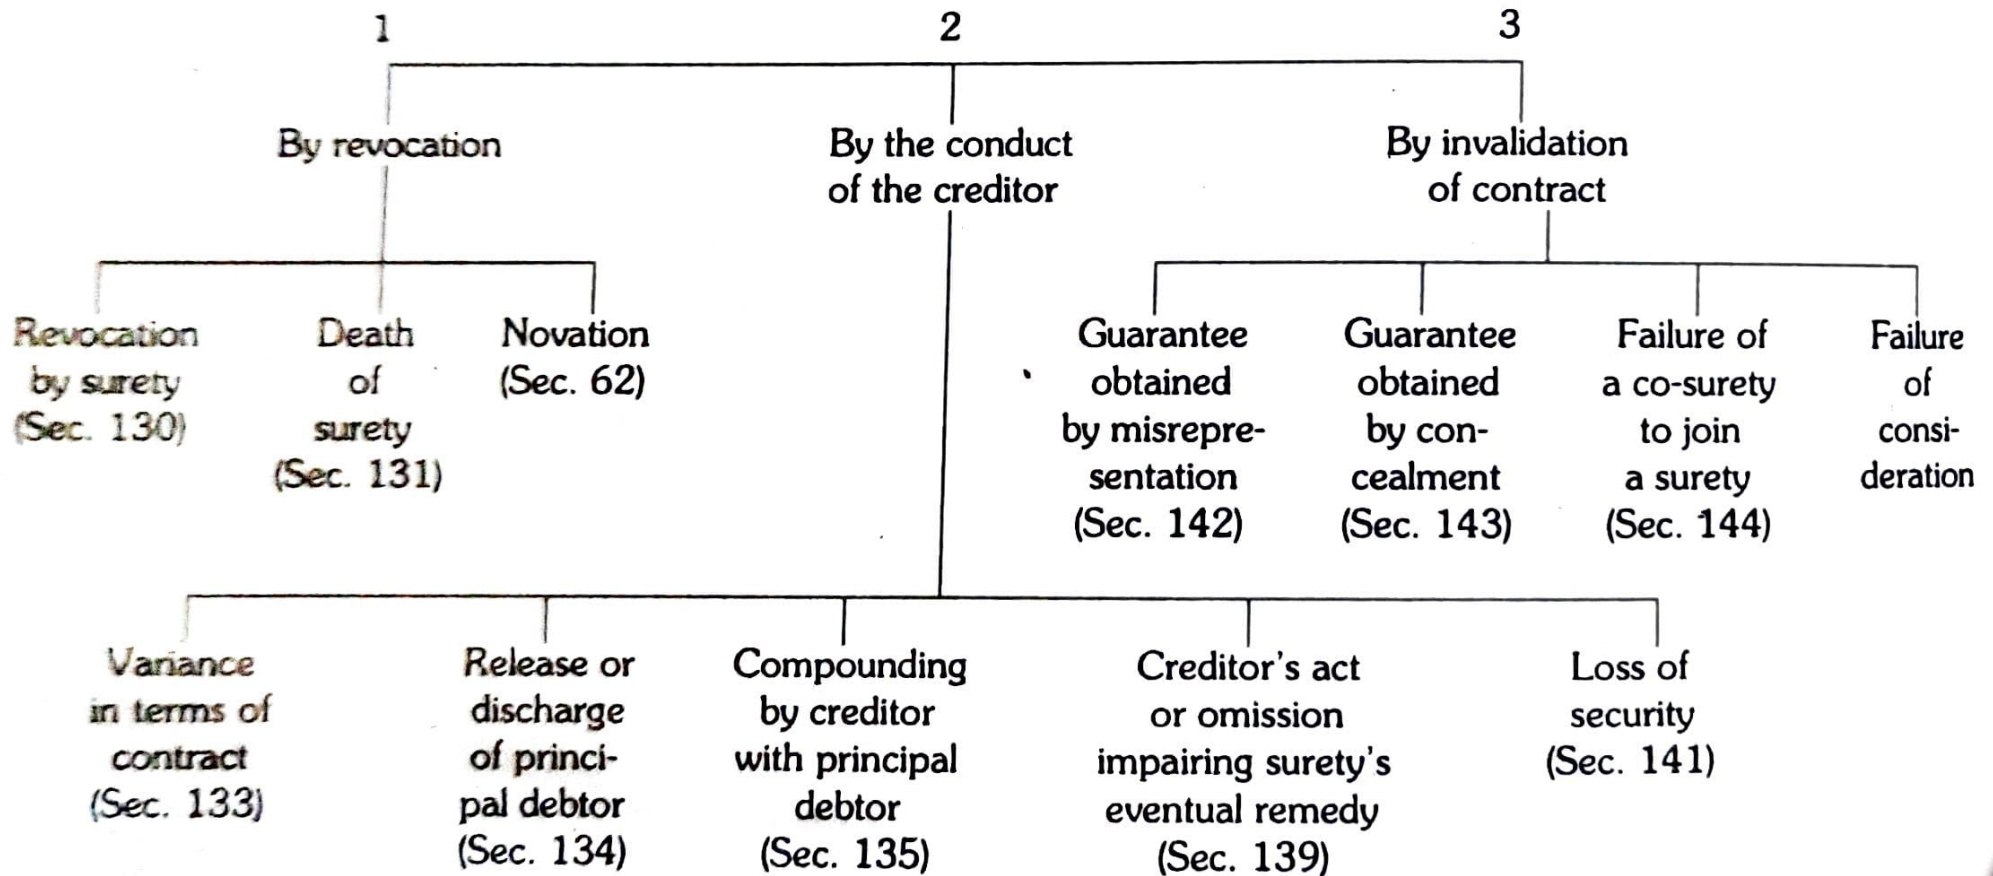 1
2
3
By revocation
By the conduct
of the creditor
By invalidation
of contract
Revocation
by surety
(Sec. 130)
Death
of
surety
(Sec. 131)
Novation
(Sec. 62)
Guarantee
obtained
by misrepre-
sentation
(Sec. 142)
Guarantee
obtained
by con-
cealment
(Sec. 143)
Failure of
a co-surety
to join
a surety
(Sec. 144)
Failure
of
consi-
deration
Variance
in terms of
contract
(Sec. 133)
Release or
discharge
of princi-
pal debtor
(Sec. 134)
Compounding
by creditor
with principal
debtor
(Sec. 135)
Creditor's act
or omission
impairing surety's
eventual remedy
(Sec. 139)
Loss of
security
(Sec. 141)